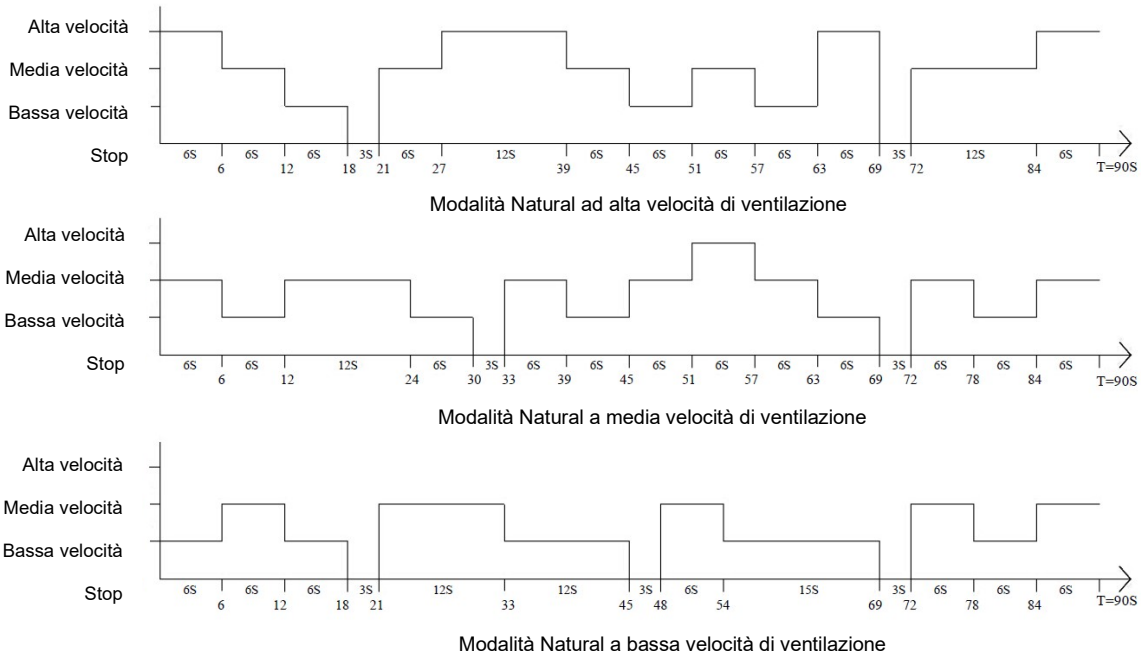 Alta velocità
Media velocità
Bassa velocità
Stop
6S 6S 6S 3S 6S 12S 6S 6S 6S 6S 6S 3S 12S 6S
6 12 18 21 27 39 45 51 57 63 69 72 84 T=90S
Modalità Natural ad alta velocità di ventilazione
Alta velocità
Media velocità
Bassa velocità
Stop
6S 6S 12S 6S 3S 6S 6S 6S 6S 6S 6S 3S 6S 6S 6S
6 12 24 30 33 39 45 51 57 63 69 72 78 84 T=90S
Modalità Natural a media velocità di ventilazione
Alta velocità
Media velocità
Bassa velocità
Stop
6S 6S 6S 3S 12S 12S 3S 6S 15S 3S 6S 6S 6S
6 12 18 21 33 45 48 54 69 72 78 84 T=90S
Modalità Natural a bassa velocità di ventilazione